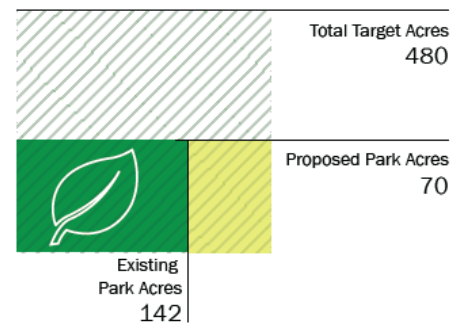 Total Target Acres
480
Proposed Park Acres
70
Existing
Park Acres
142